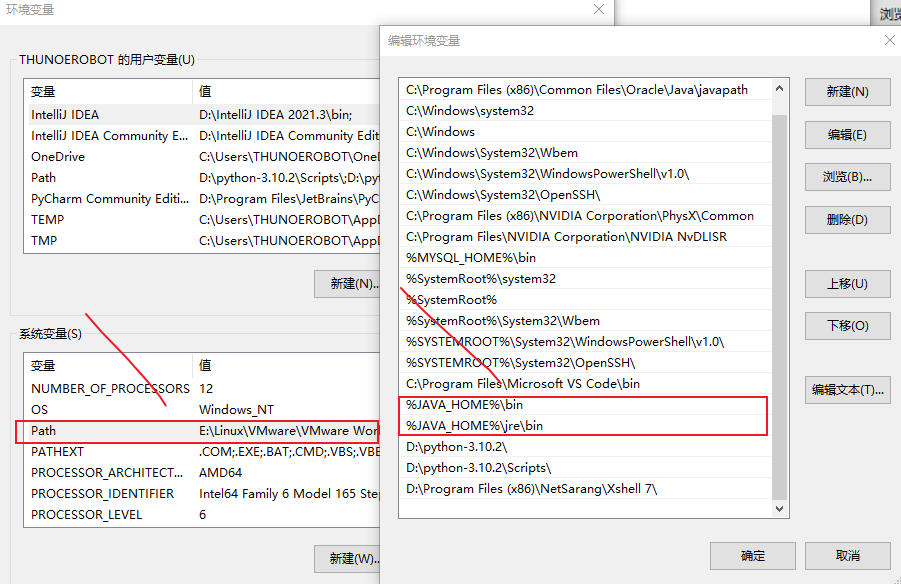 环境变量
浏览
THUNOEROBOT 的用户变量(U)
变量 值
IntelliJ IDEA D:\IntelliJ IDEA 2021.3\bin;
IntelliJ IDEA Community E... D:\IntelliJ IDEA Community Edit
OneDrive C:\Users\THUNOEROBOT\OneD
Path D:\python-3.10.2\Scripts\;D:\py
PyCharm Community Editi... D:\Program Files\JetBrains\PyC
TEMP C:\Users\THUNOEROBOT\AppD
TMP C:\Users\THUNOEROBOT\AppD
新建(N)...
系统变量(S)
变量 值
NUMBER_OF_PROCESSORS 12
OS Windows_NT
Path E:\Linux\VMware\VMware Wor
PATHEXT .COM;.EXE;.BAT;.CMD;.VBS;.VBE
PROCESSOR_ARCHITECT... AMD64
PROCESSOR_IDENTIFIER Intel64 Family 6 Model 165 Step
PROCESSOR_LEVEL 6
新建(W)...
编辑环境变量
C:\Program Files (x86)\Common Files\Oracle\Java\javapath
C:\Windows\system32
C:\Windows
C:\Windows\System32\Wbem
C:\Windows\System32\WindowsPowerShell\v1.0\
C:\Windows\System32\OpenSSH\
C:\Program Files (x86)\NVIDIA Corporation\PhysX\Common
C:\Program Files\NVIDIA Corporation\NVIDIA NvDLISR
%MYSQL_HOME%\bin
%SystemRoot%\system32
%SystemRoot%
%SystemRoot%\System32\Wbem
%SYSTEMROOT%\System32\WindowsPowerShell\v1.0\
%SYSTEMROOT%\System32\OpenSSH\
C:\Program Files\Microsoft VS Code\bin
%JAVA_HOME%\bin
%JAVA_HOME%\jre\bin
D:\python-3.10.2\
D:\python-3.10.2\Scripts\
D:\Program Files (x86)\NetSarang\Xshell 7\
新建(N)
编辑(E)
浏览(B)...
删除(D)
上移(U)
下移(O)
编辑文本(T)...
确定
取消